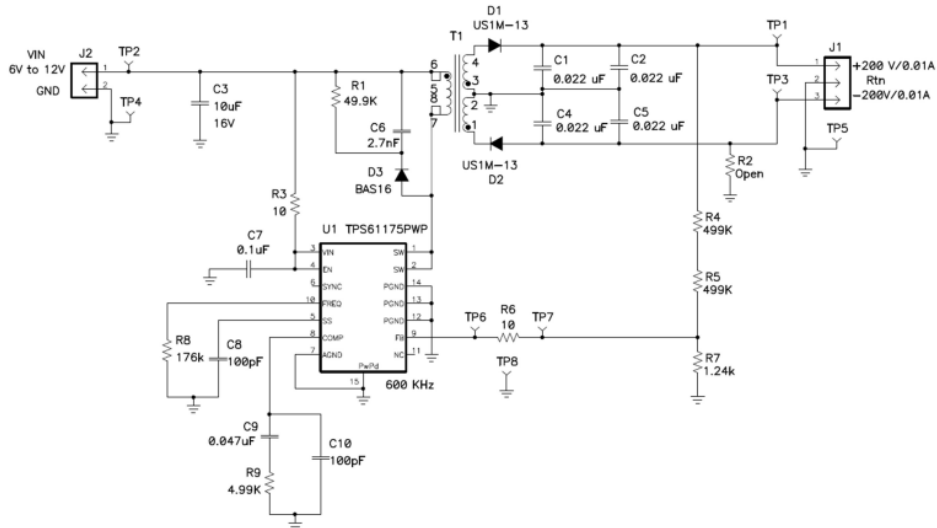 VIN
6V to 12V
GND
J2
1
2
TP2
TP4
C3
10uF
16V
R1
49.9K
C6
2.7nF
D3
BAS16
R3
10
C7
0.1uF
T1
6
5
8
7
4
3
2
1
D1
US1M-13
US1M-13
D2
C1
0.022 uF
C2
0.022 uF
C4
0.022 uF
C5
0.022 uF
TP1
TP3
J1
1
2
3
+200 V/0.01A
Rtn
-200V/0.01A
TP5
R2
Open
R4
499K
R5
499K
R7
1.24k
U1 TPS61175PWP
3 VIN
4 EN
6 SYNC
10 FREQ
5 SS
8 COMP
7 AGND
SW 1
SW 2
PGND 14
PGND 13
PGND 12
FB 9
NC 11
PwPd
15
600 KHz
TP6
R6
10
TP7
TP8
R8
176k
C8
100pF
C9
0.047uF
C10
100pF
R9
4.99K